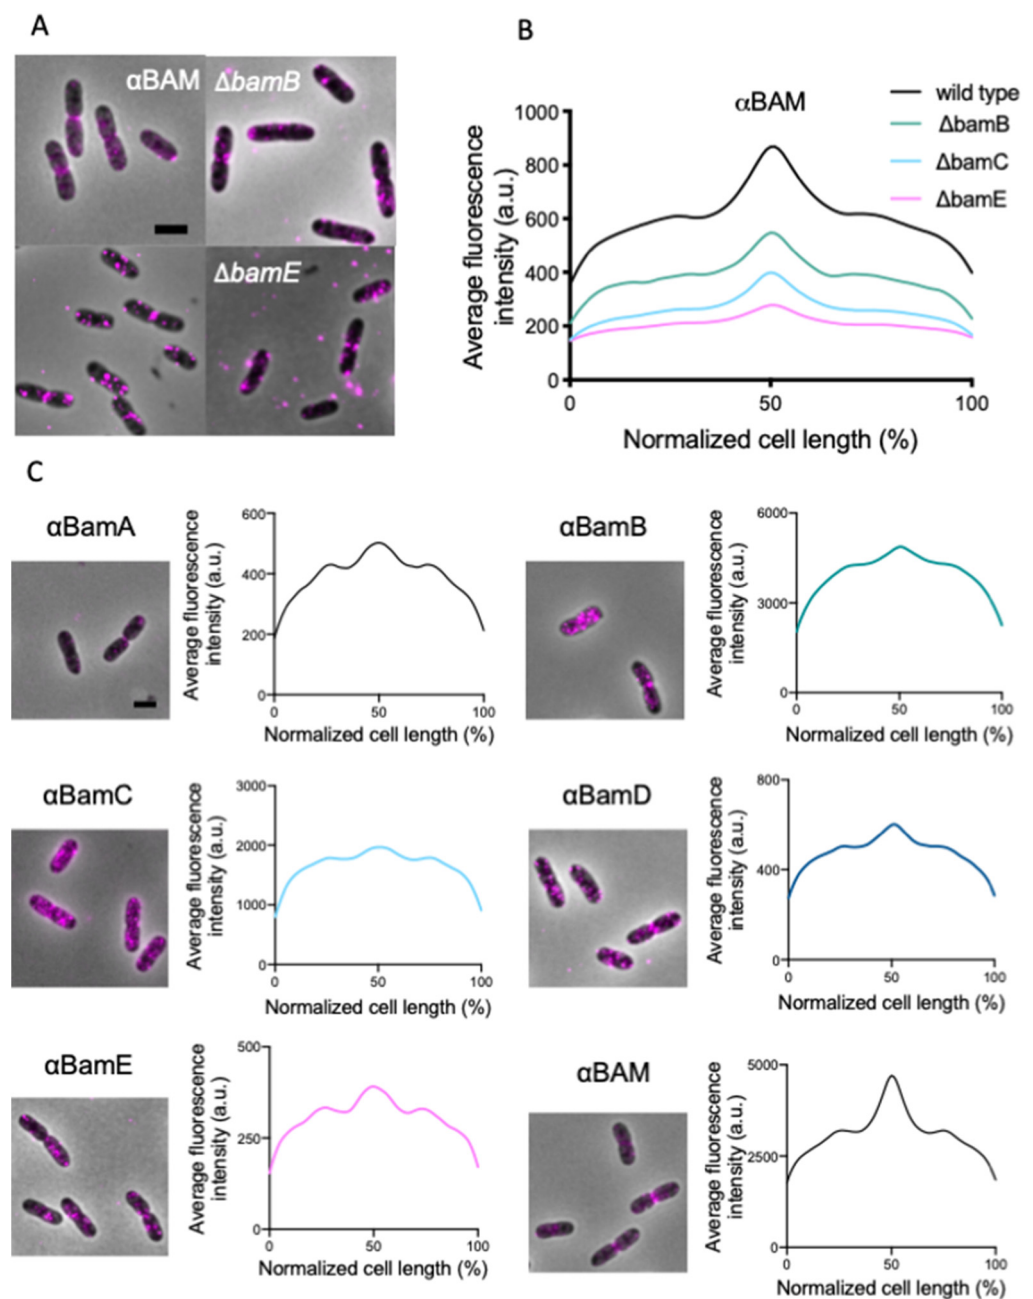 A
αBAM
ΔbamB
ΔbamE
B
αBAM
wild type
ΔbamB
ΔbamC
ΔbamE
Average fluorescence
intensity (a.u.)
1000
800
600
400
200
0
0
50
100
Normalized cell length (%)
C
αBamA
Average fluorescence
intensity (a.u.)
600
400
200
0
0
50
100
Normalized cell length (%)
αBamB
Average fluorescence
intensity (a.u.)
6000
3000
0
0
50
100
Normalized cell length (%)
αBamC
Average fluorescence
intensity (a.u.)
3000
2000
1000
0
0
50
100
Normalized cell length (%)
αBamD
Average fluorescence
intensity (a.u.)
800
400
0
0
50
100
Normalized cell length (%)
αBamE
Average fluorescence
intensity (a.u.)
500
250
0
0
50
100
Normalized cell length (%)
αBAM
Average fluorescence
intensity (a.u.)
5000
2500
0
0
50
100
Normalized cell length (%)